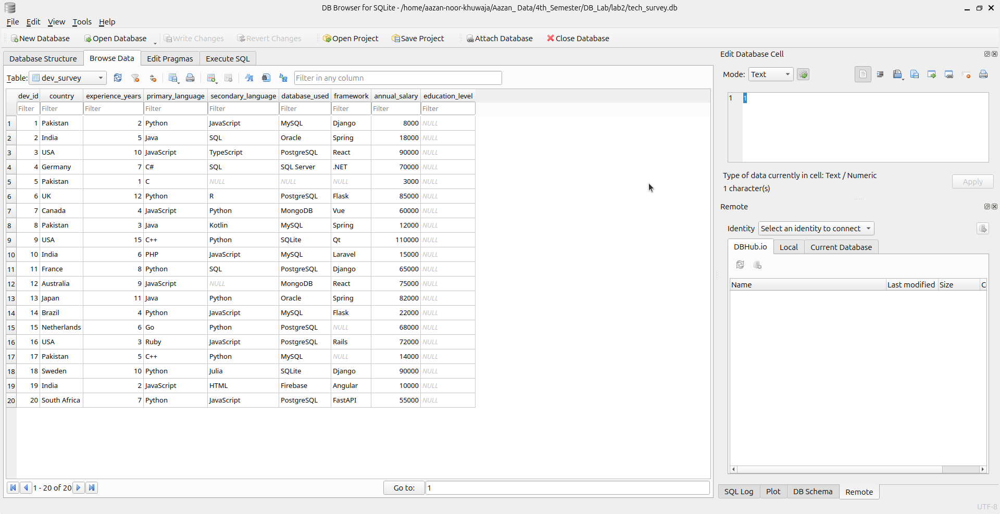 DB Browser for SQLite - /home/aazan-noor-khuwaja/Aazan_ Data/4th_Semester/DB_Lab/lab2/tech_survey.db
File Edit View Tools Help
New Database Open Database Write Changes Revert Changes Open Project Save Project Attach Database Close Database
Database Structure Browse Data Edit Pragmas Execute SQL
Table: dev_survey Filter in any column
dev_id country experience_years primary_language secondary_language database_used framework annual_salary education_level
Filter Filter Filter Filter Filter Filter Filter Filter Filter
1 1 Pakistan 2 Python JavaScript MySQL Django 8000 NULL
2 2 India 5 Java SQL Oracle Spring 18000 NULL
3 3 USA 10 JavaScript TypeScript PostgreSQL React 90000 NULL
4 4 Germany 7 C# SQL SQL Server .NET 70000 NULL
5 5 Pakistan 1 C NULL NULL NULL 3000 NULL
6 6 UK 12 Python R PostgreSQL Flask 85000 NULL
7 7 Canada 4 JavaScript Python MongoDB Vue 60000 NULL
8 8 Pakistan 3 Java Kotlin MySQL Spring 12000 NULL
9 9 USA 15 C++ Python SQLite Qt 110000 NULL
10 10 India 6 PHP JavaScript MySQL Laravel 15000 NULL
11 11 France 8 Python SQL PostgreSQL Django 65000 NULL
12 12 Australia 9 JavaScript NULL MongoDB React 75000 NULL
13 13 Japan 11 Java Python Oracle Spring 82000 NULL
14 14 Brazil 4 Python JavaScript MySQL Flask 22000 NULL
15 15 Netherlands 6 Go Python PostgreSQL NULL 68000 NULL
16 16 USA 3 Ruby JavaScript PostgreSQL Rails 72000 NULL
17 17 Pakistan 5 C++ Python MySQL NULL 14000 NULL
18 18 Sweden 10 Python Julia SQLite Django 90000 NULL
19 19 India 2 JavaScript HTML Firebase Angular 10000 NULL
20 20 South Africa 7 Python JavaScript PostgreSQL FastAPI 55000 NULL
1 - 20 of 20 Go to: 1
Edit Database Cell
Mode: Text
1 1
Type of data currently in cell: Text / Numeric
1 character(s)
Apply
Remote
Identity Select an identity to connect
DBHub.io Local Current Database
Name Last modified Size C
SQL Log Plot DB Schema Remote
UTF-8